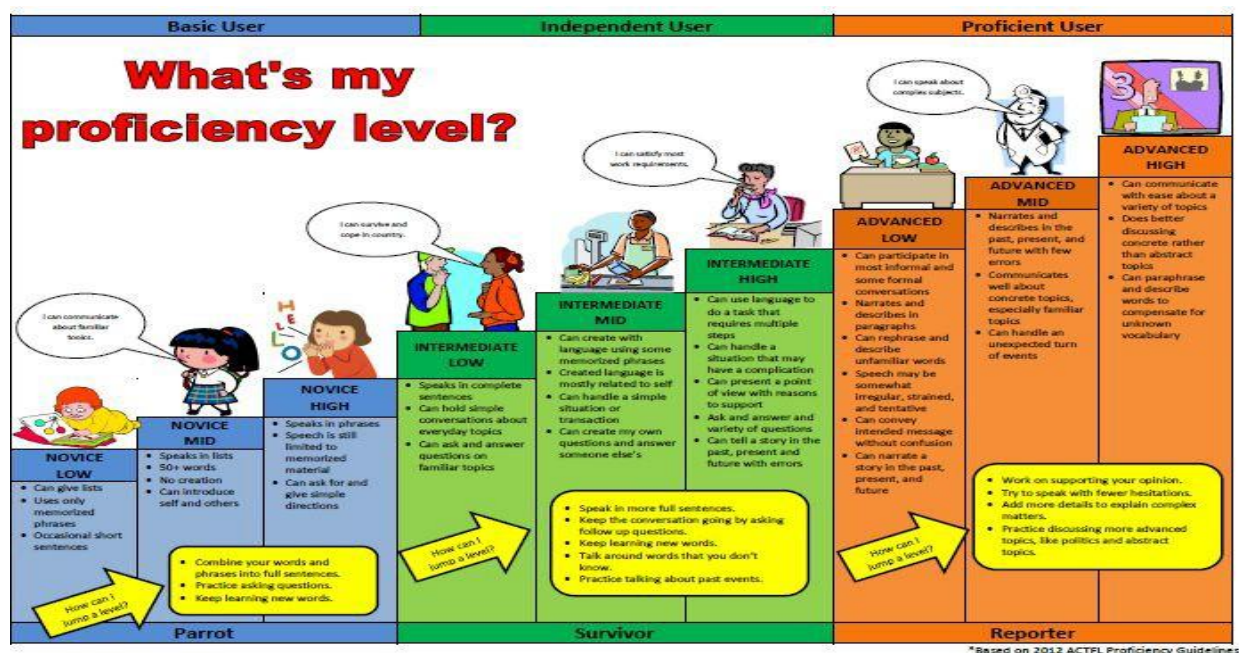 Basic User
Independent User
Proficient User
What's my
proficiency level?
I can communicate
about familiar
topics.
I can survive and
cope in country.
I can satisfy most
work requirements.
I can speak about
complex subjects.
HELLO
3
NOVICE
LOW
• Can give lists
• Uses only
memorized
phrases
• Occasional short
sentences
NOVICE
MID
• Speaks in lists
• 50+ words
• No creation
• Can introduce
self and others
NOVICE
HIGH
• Speaks in phrases
• Speech is still
limited to
memorized
material
• Can ask for and
give simple
directions
How can I
jump a level?
• Combine your words and
phrases into full sentences.
• Practice asking questions.
• Keep learning new words.
INTERMEDIATE
LOW
• Speaks in complete
sentences
• Can hold simple
conversations about
everyday topics
• Can ask and answer
questions on
familiar topics
INTERMEDIATE
MID
• Can create with
language using some
memorized phrases
• Created language is
mostly related to self
• Can handle a simple
situation or
transaction
• Can create my own
questions and answer
someone else's
INTERMEDIATE
HIGH
• Can use language to
do a task that
requires multiple
steps
• Can handle a
situation that may
have a complication
• Can present a point
of view with reasons
to support
• Ask and answer and
variety of questions
• Can tell a story in the
past, present and
future with errors
How can I
jump a level?
• Speak in more full sentences.
• Keep the conversation going by asking
follow up questions.
• Keep learning new words.
• Talk around words that you don't
know.
• Practice talking about past events.
ADVANCED
LOW
• Can participate in
most informal and
some formal
conversations
• Narrates and
describes in
paragraphs
• Can rephrase and
describe
unfamiliar words
• Speech may be
somewhat
irregular, strained,
and tentative
• Can convey
intended message
without confusion
• Can narrate a
story in the past,
present, and
future
ADVANCED
MID
• Narrates and
describes in the
past, present, and
future with few
errors
• Communicates
well about
concrete topics,
especially familiar
topics
• Can handle an
unexpected turn
of events
ADVANCED
HIGH
• Can communicate
with ease about a
variety of topics
• Does better
discussing
concrete rather
than abstract
topics
• Can paraphrase
and describe
words to
compensate for
unknown
vocabulary
How can I
jump a level?
• Work on supporting your opinion.
• Try to speak with fewer hesitations.
• Add more details to explain complex
matters.
• Practice discussing more advanced
topics, like politics and abstract
topics.
Parrot
Survivor
Reporter
*Based on 2012 ACTFL Proficiency Guidelines